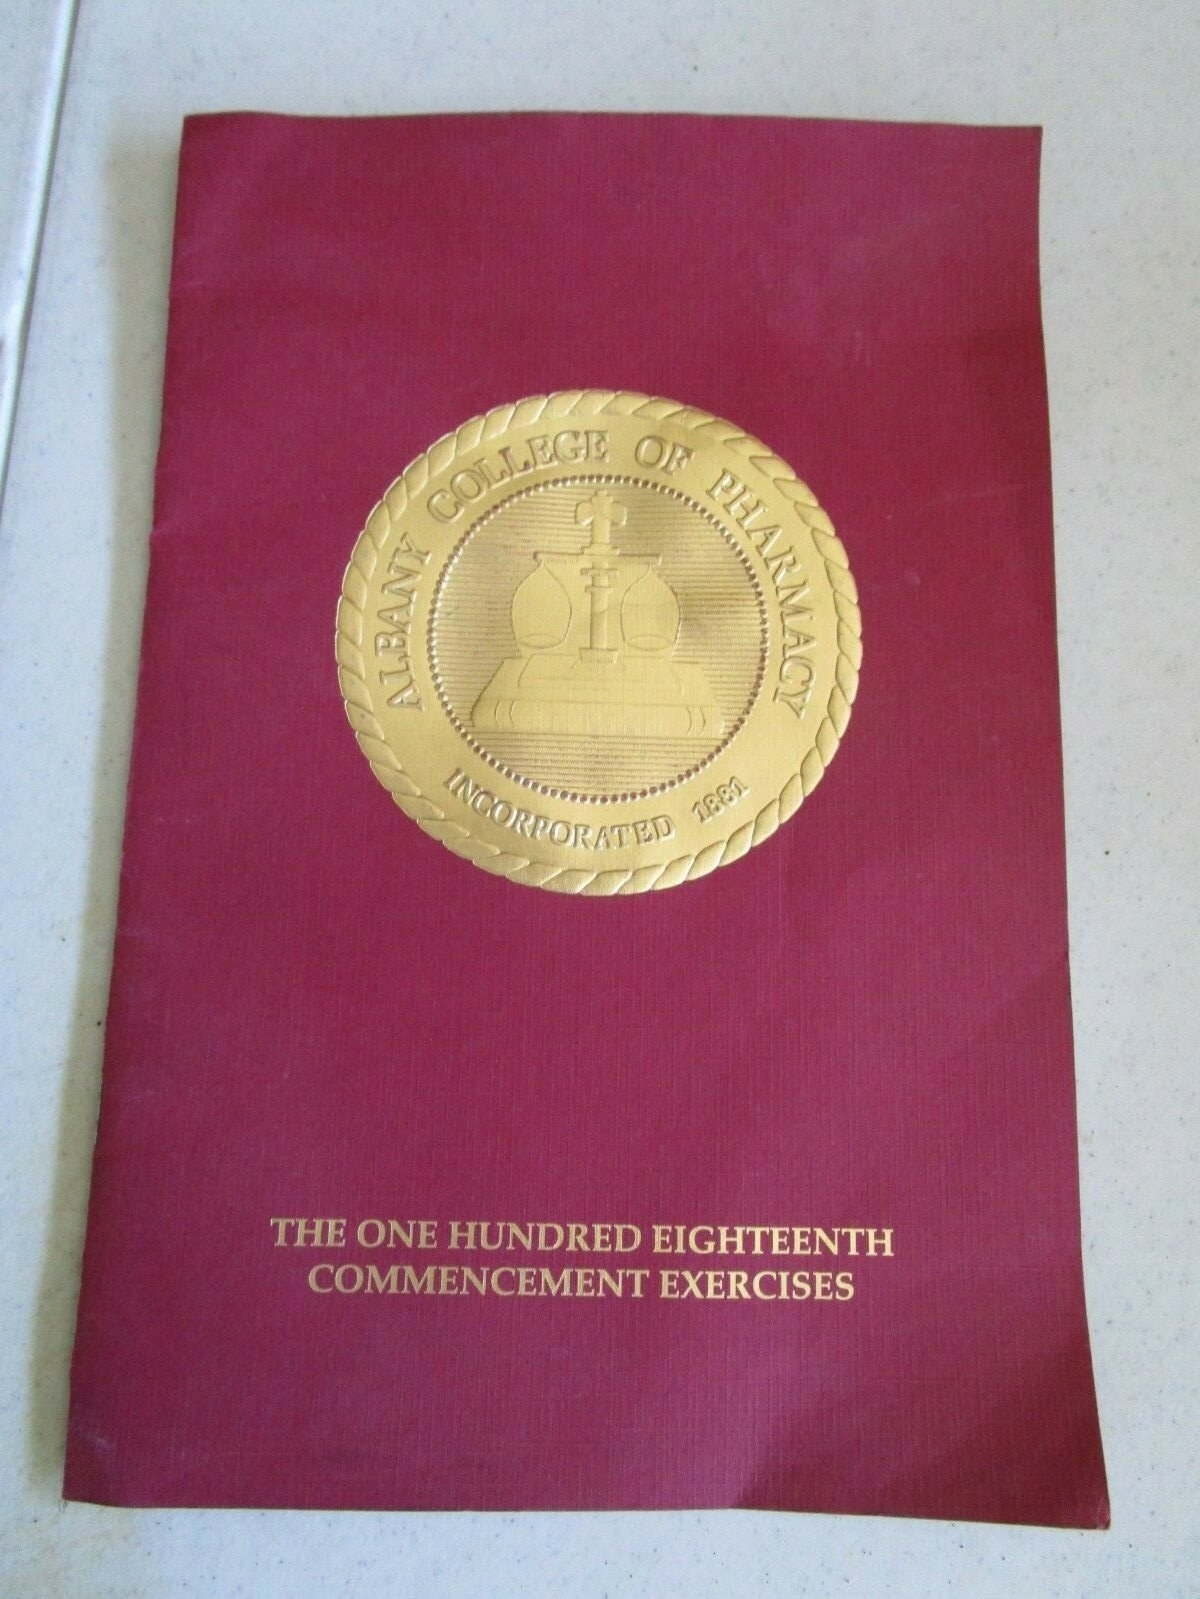 ALBANY COLLEGE OF PHARMACY
INCORPORATED 1881
THE ONE HUNDRED EIGHTEENTH
COMMENCEMENT EXERCISES